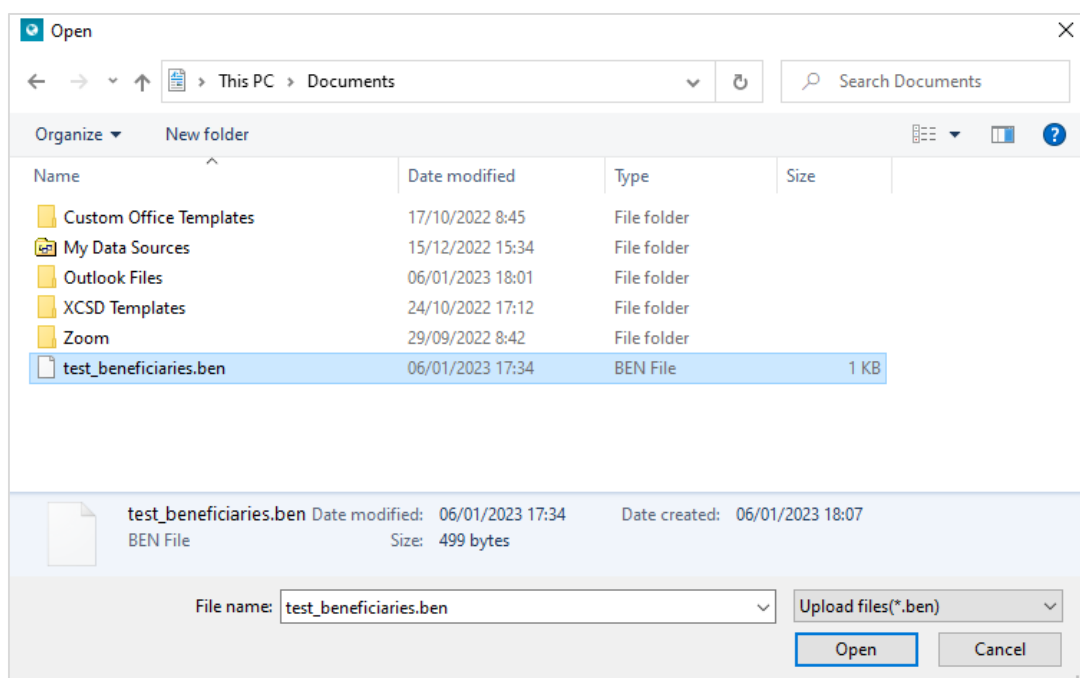 Open
This PC > Documents
Search Documents
Organize New folder
Name Date modified Type Size
Custom Office Templates 17/10/2022 8:45 File folder
My Data Sources 15/12/2022 15:34 File folder
Outlook Files 06/01/2023 18:01 File folder
XCSD Templates 24/10/2022 17:12 File folder
Zoom 29/09/2022 8:42 File folder
test_beneficiaries.ben 06/01/2023 17:34 BEN File 1 KB
test_beneficiaries.ben Date modified: 06/01/2023 17:34 Date created: 06/01/2023 18:07
BEN File Size: 499 bytes
File name: test_beneficiaries.ben Upload files(*.ben)
Open Cancel